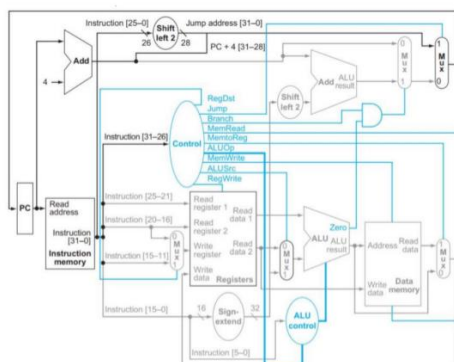 Instruction [25–0]
Shift
left 2
Jump address [31–0]
26
28
PC + 4 [31–28]
Add
4
0
M
u
x
1
1
M
u
x
0
Add
ALU
result
Shift
left 2
RegDst
Jump
Branch
MemRead
MemtoReg
ALUOp
MemWrite
ALUSrc
RegWrite
Instruction [31–26]
Control
PC
Read
address
Instruction
[31–0]
Instruction
memory
Instruction [25–21]
Instruction [20–16]
Instruction [15–11]
0
M
u
x
1
Read
register 1
Read
register 2
Write
register
Write
data
Read
data 1
Read
data 2
Registers
0
M
u
x
1
Zero
ALU
ALU
result
Address
Read
data
Write
data
Data
memory
1
M
u
x
0
Instruction [15–0]
16
Sign-
extend
32
ALU
control
Instruction [5–0]